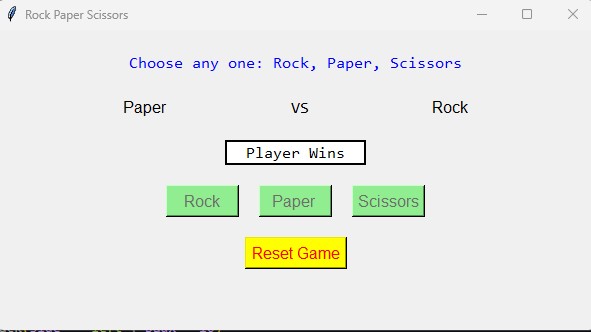 Rock Paper Scissors
Choose any one: Rock, Paper, Scissors
Paper VS Rock
Player Wins
Rock Paper Scissors
Reset Game